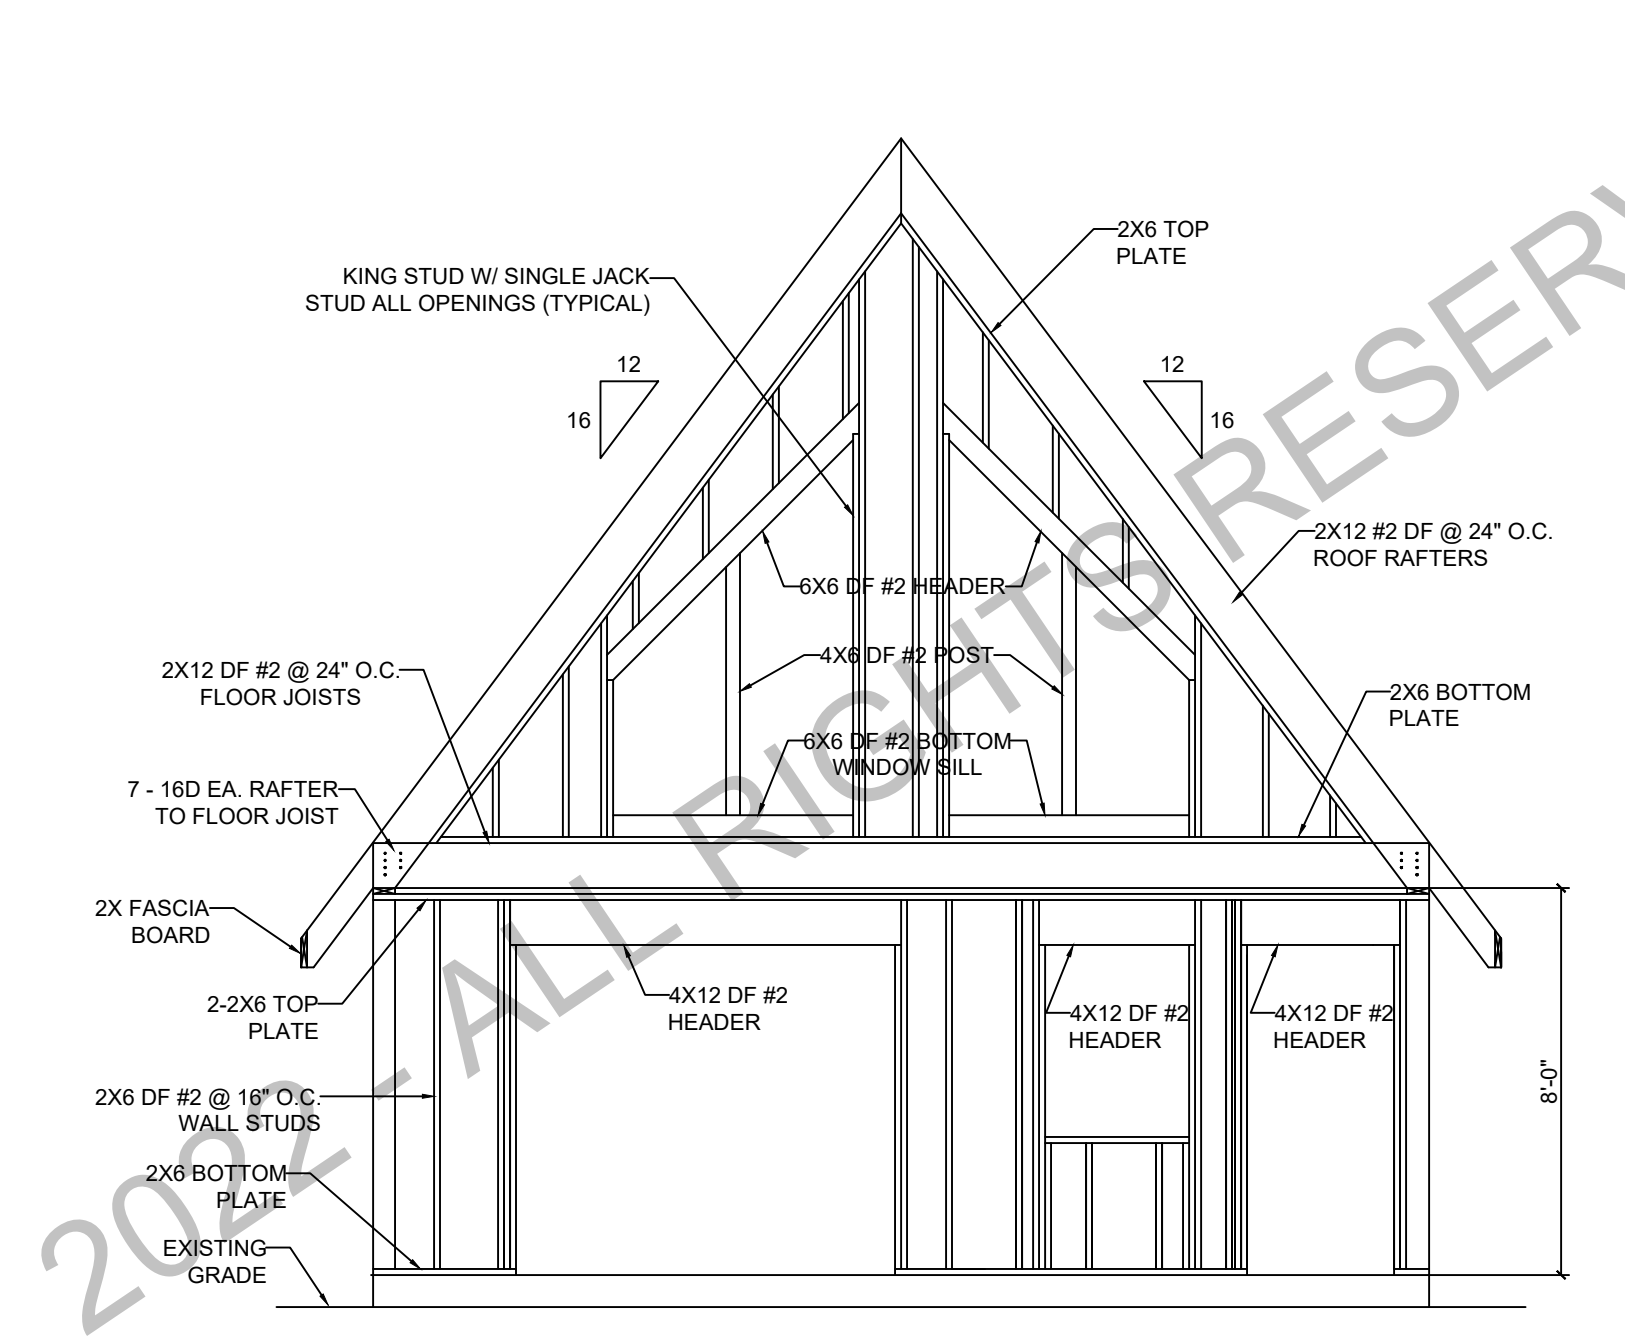 2X6 TOP
PLATE
KING STUD W/ SINGLE JACK
STUD ALL OPENINGS (TYPICAL)
12
16
12
16
2X12 #2 DF @ 24" O.C.
ROOF RAFTERS
6X6 DF #2 HEADER
4X6 DF #2 POST
2X12 DF #2 @ 24" O.C.
FLOOR JOISTS
2X6 BOTTOM
PLATE
6X6 DF #2 BOTTOM
WINDOW SILL
7 - 16D EA. RAFTER
TO FLOOR JOIST
2X FASCIA
BOARD
2-2X6 TOP
PLATE
4X12 DF #2
HEADER
4X12 DF #2
HEADER
4X12 DF #2
HEADER
8'-0"
2X6 DF #2 @ 16" O.C.
WALL STUDS
2X6 BOTTOM
PLATE
EXISTING
GRADE
2022 - ALL RIGHTS RESERV